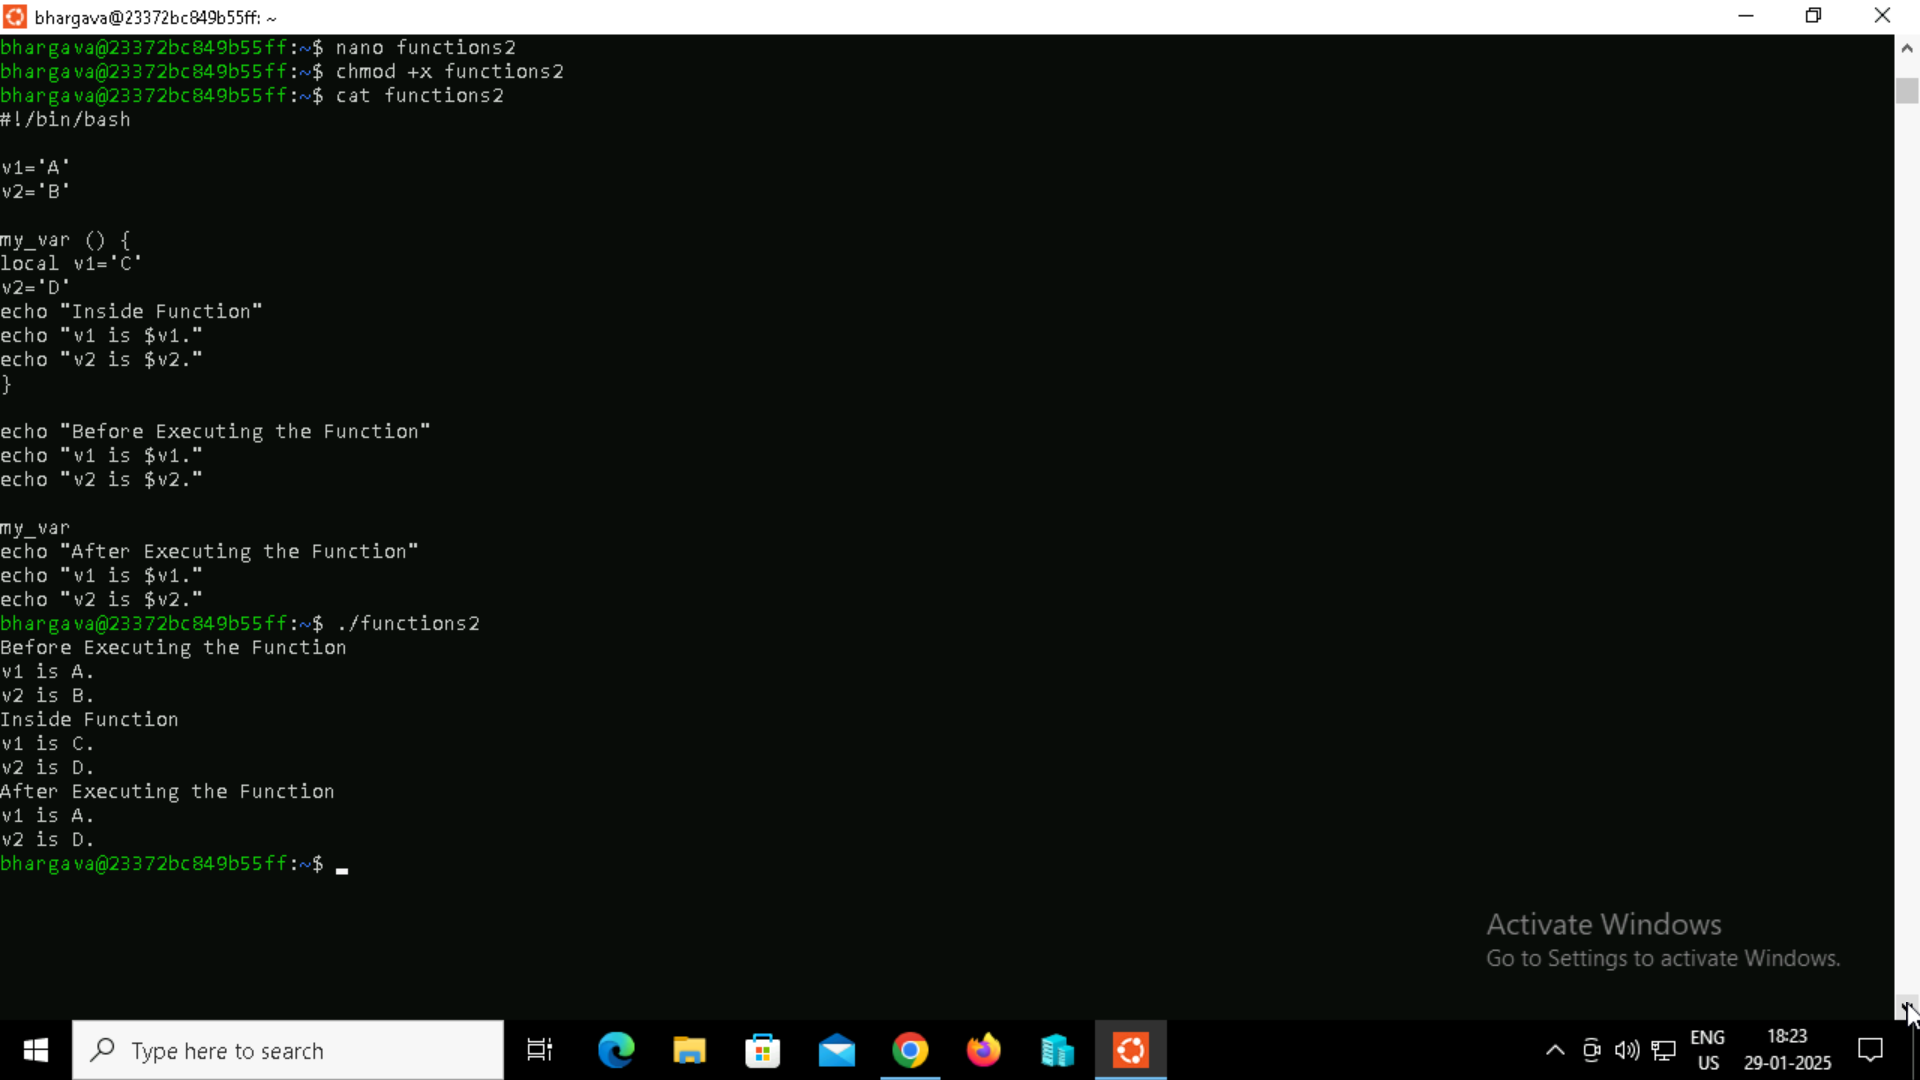 bhargava@23372bc849b55ff: ~
bhargava@23372bc849b55ff:~$ nano functions2
bhargava@23372bc849b55ff:~$ chmod +x functions2
bhargava@23372bc849b55ff:~$ cat functions2
#!/bin/bash
v1='A'
v2='B'
my_var () {
local v1='C'
v2='D'
echo "Inside Function"
echo "v1 is $v1."
echo "v2 is $v2."
}
echo "Before Executing the Function"
echo "v1 is $v1."
echo "v2 is $v2."
my_var
echo "After Executing the Function"
echo "v1 is $v1."
echo "v2 is $v2."
bhargava@23372bc849b55ff:~$ ./functions2
Before Executing the Function
v1 is A.
v2 is B.
Inside Function
v1 is C.
v2 is D.
After Executing the Function
v1 is A.
v2 is D.
bhargava@23372bc849b55ff:~$
Activate Windows
Go to Settings to activate Windows.
Type here to search
ENG
US
18:23
29-01-2025